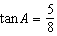 tan A = 5/8